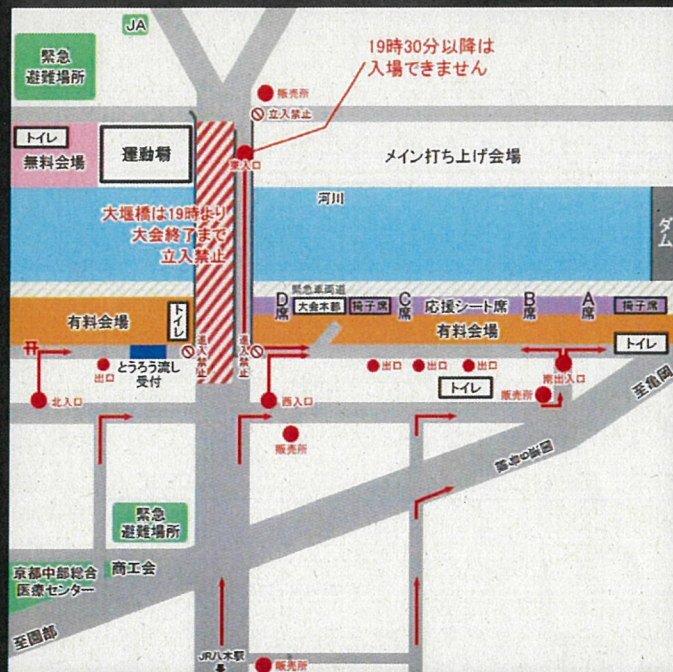 JA
緊急
避難場所
19時30分以降は
入場できません
販売所
立入禁止
トイレ
無料会場
運動場
東入口
メイン打ち上げ会場
河川
大堰橋は19時より
大会終了まで
立入禁止
ダム
緊急車両道
D席
大会本部
椅子席
C席
応援シート席
B席
A席
椅子席
有料会場
トイレ
有料会場
トイレ
進入禁止
進入禁止
とうろう流し
受付
出口
出口
出口
出口
トイレ
南出入口
販売所
至亀岡
北入口
西入口
販売所
国道9号線
緊急
避難場所
京都中部総合
医療センター
商工会
至園部
JR八木駅
販売所